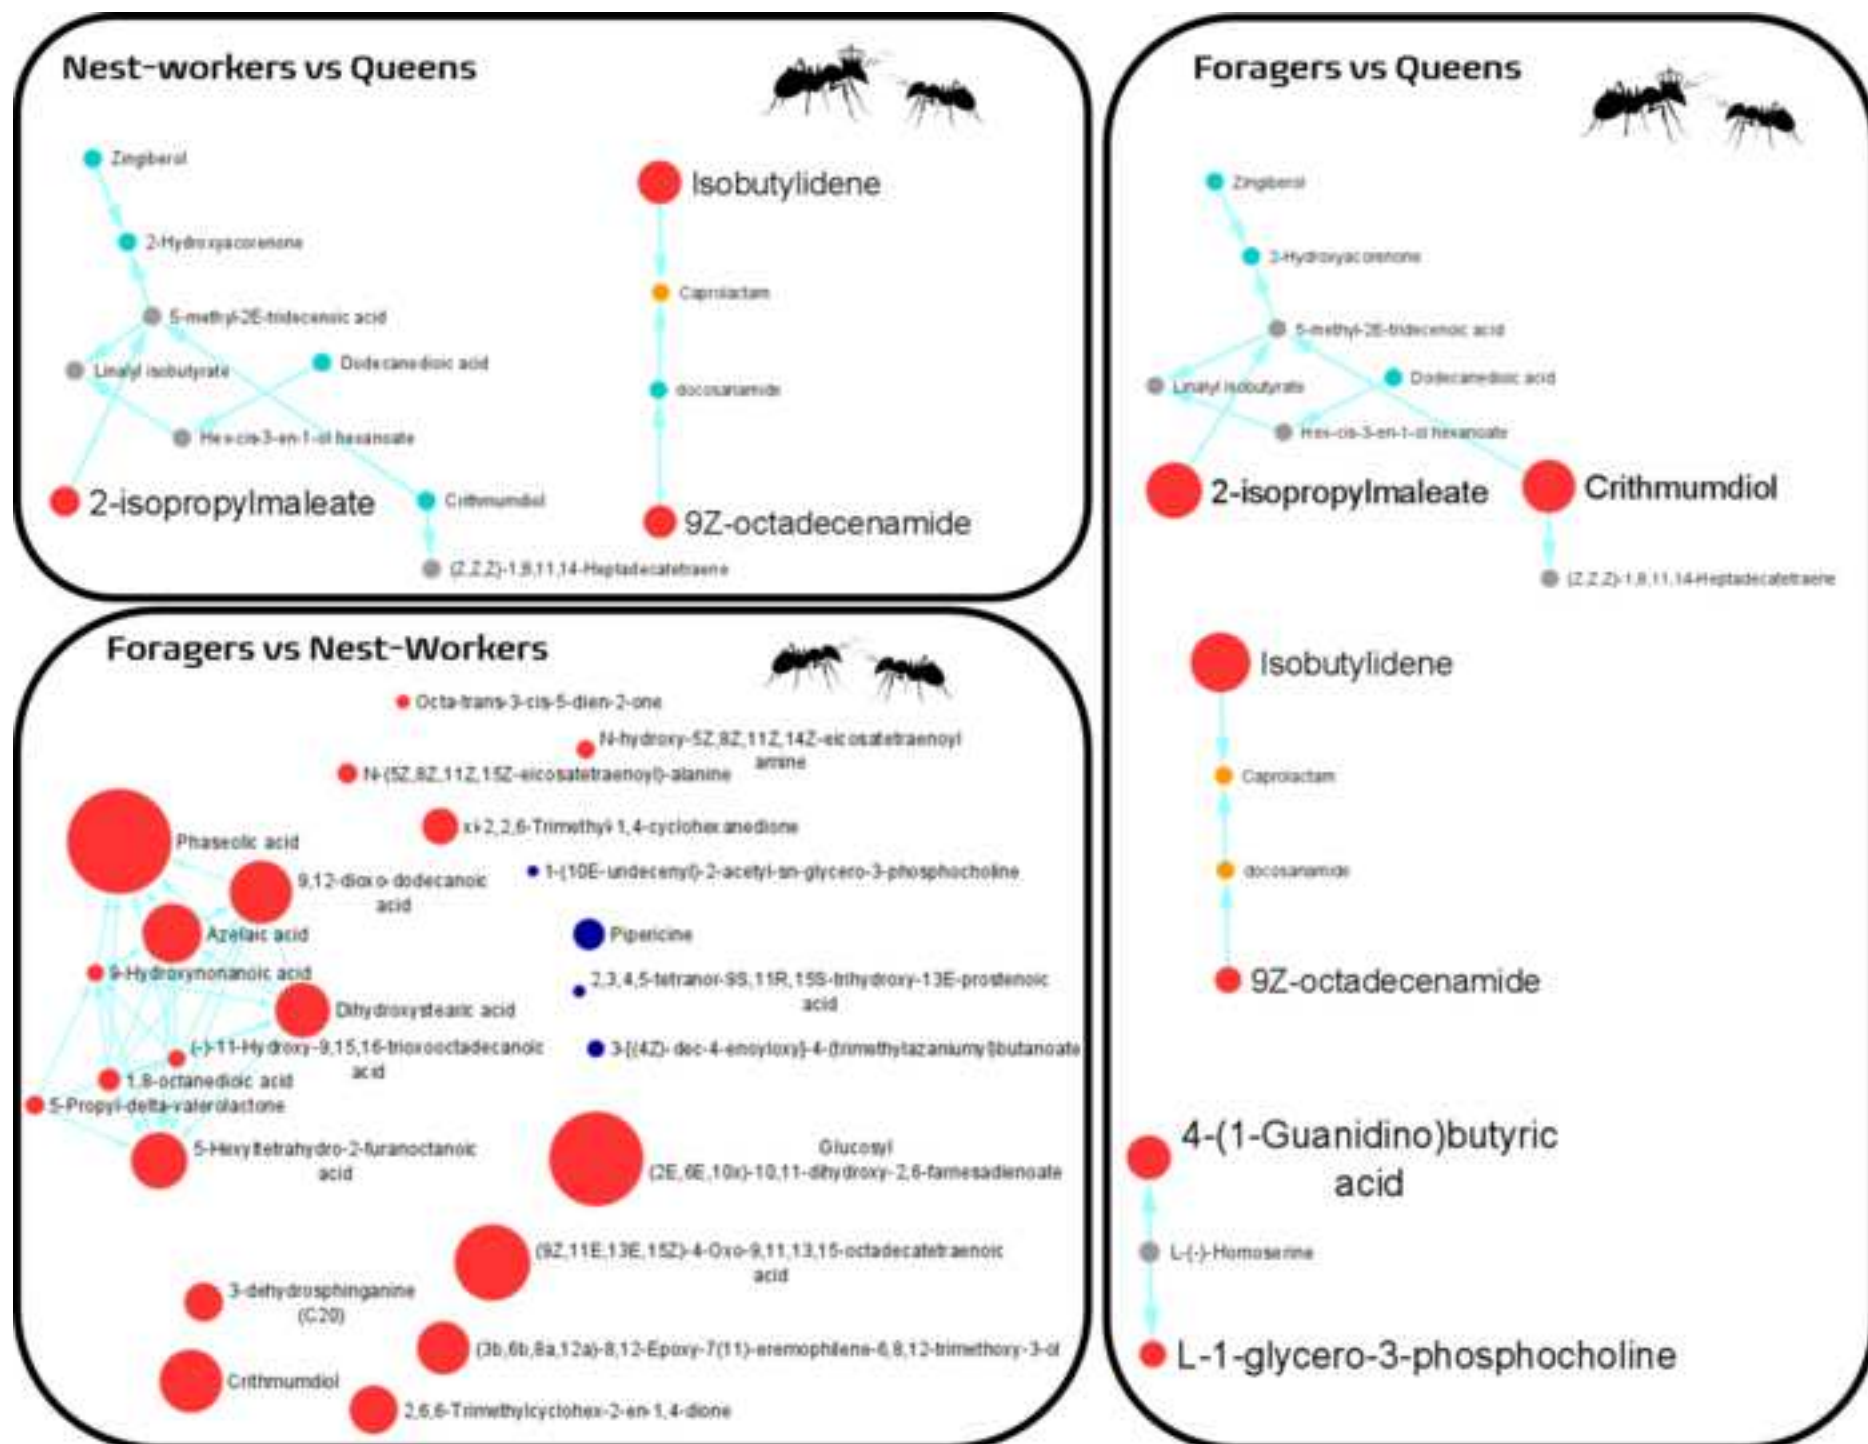 Nest-workers vs Queens
Zingiberol
2-Hydroxyacorenone
5-methyl-2E-tridecenoic acid
Linalyl isobutyrate
Dodecanedioic acid
Hex-cis-3-en-1-ol hexanoate
2-isopropylmaleate
Crithmumdiol
(Z,Z,Z)-1,8,11,14-Heptadecatetraene
Isobutylidene
Caprolactam
docosanamide
9Z-octadecenamide
Foragers vs Nest-Workers
Octa-trans-3-cis-5-dien-2-one
N-hydroxy-5Z,8Z,11Z,14Z-eicosatetraenoyl
amine
N-(5Z,8Z,11Z,15Z-eicosatetraenoyl)-alanine
xi-2,2,6-Trimethyl-1,4-cyclohexanedione
Phaseolic acid
1-(10E-undecenyl)-2-acetyl-sn-glycero-3-phosphocholine
9,12-dioxo-dodecanoic
acid
Azelaic acid
Pipericine
9-Hydroxynonanoic acid
2,3,4,5-tetranor-9S,11R,15S-trihydroxy-13E-prostenoic
acid
Dihydroxystearic acid
(-)-11-Hydroxy-9,15,16-trioxooctadecanoic
acid
3-[(4Z)-dec-4-enoyloxy]-4-(trimethylazaniumyl)butanoate
1,8-octanedioic acid
5-Propyl-delta-valerolactone
5-Hexyltetrahydro-2-furanoctanoic
acid
Glucosyl
(2E,6E,10x)-10,11-dihydroxy-2,6-farnesadienoate
(9Z,11E,13E,15Z)-4-Oxo-9,11,13,15-octadecatetraenoic
acid
3-dehydrosphinganine
(C20)
(3b,6b,8a,12a)-8,12-Epoxy-7(11)-eremophilene-6,8,12-trimethoxy-3-ol
Crithmumdiol
2,6,6-Trimethylcyclohex-2-en-1,4-dione
Foragers vs Queens
Zingiberol
2-Hydroxyacorenone
5-methyl-2E-tridecenoic acid
Linalyl isobutyrate
Dodecanedioic acid
Hex-cis-3-en-1-ol hexanoate
2-isopropylmaleate
Crithmumdiol
(Z,Z,Z)-1,8,11,14-Heptadecatetraene
Isobutylidene
Caprolactam
docosanamide
9Z-octadecenamide
4-(1-Guanidino)butyric
acid
L-(-)-Homoserine
L-1-glycero-3-phosphocholine